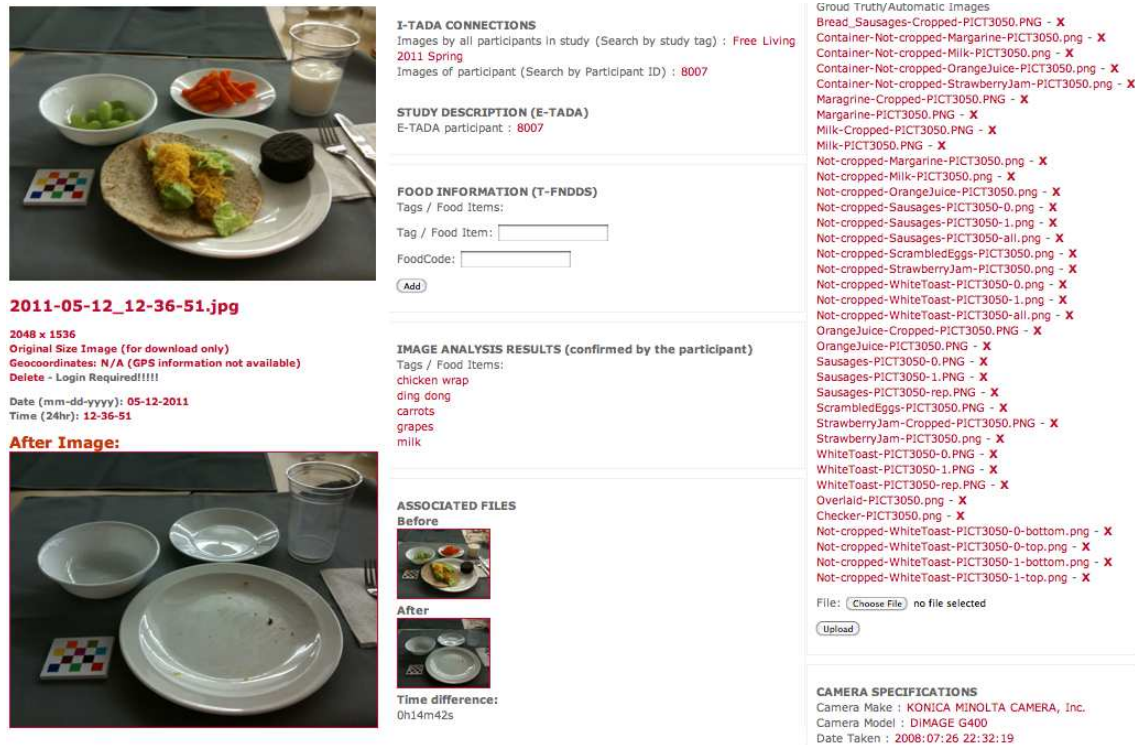 2011-05-12_12-36-51.jpg
2048 x 1536
Original Size Image (for download only)
Geocoordinates: N/A (GPS information not available)
Delete - Login Required!!!!!
Date (mm-dd-yyyy): 05-12-2011
Time (24hr): 12-36-51
After Image:
I-TADA CONNECTIONS
Images by all participants in study (Search by study tag) : Free Living
2011 Spring
Images of participant (Search by Participant ID) : 8007
STUDY DESCRIPTION (E-TADA)
E-TADA participant : 8007
FOOD INFORMATION (T-FNDDS)
Tags / Food Items:
Tag / Food Item:
FoodCode:
Add
IMAGE ANALYSIS RESULTS (confirmed by the participant)
Tags / Food Items:
chicken wrap
ding dong
carrots
grapes
milk
ASSOCIATED FILES
Before
After
Time difference:
0h14m42s
Groud Truth/Automatic Images
Bread_Sausages-Cropped-PICT3050.PNG - X
Container-Not-cropped-Margarine-PICT3050.png - X
Container-Not-cropped-Milk-PICT3050.png - X
Container-Not-cropped-OrangeJuice-PICT3050.png - X
Container-Not-cropped-StrawberryJam-PICT3050.png - X
Maragrine-Cropped-PICT3050.PNG - X
Margarine-PICT3050.PNG - X
Milk-Cropped-PICT3050.PNG - X
Milk-PICT3050.PNG - X
Not-cropped-Margarine-PICT3050.png - X
Not-cropped-Milk-PICT3050.png - X
Not-cropped-OrangeJuice-PICT3050.png - X
Not-cropped-Sausages-PICT3050-0.png - X
Not-cropped-Sausages-PICT3050-1.png - X
Not-cropped-Sausages-PICT3050-all.png - X
Not-cropped-ScrambledEggs-PICT3050.png - X
Not-cropped-StrawberryJam-PICT3050.png - X
Not-cropped-WhiteToast-PICT3050-0.png - X
Not-cropped-WhiteToast-PICT3050-1.png - X
Not-cropped-WhiteToast-PICT3050-all.png - X
OrangeJuice-Cropped-PICT3050.PNG - X
OrangeJuice-PICT3050.PNG - X
Sausages-PICT3050-0.PNG - X
Sausages-PICT3050-1.PNG - X
Sausages-PICT3050-rep.PNG - X
ScrambledEggs-PICT3050.PNG - X
StrawberryJam-Cropped-PICT3050.PNG - X
StrawberryJam-PICT3050.png - X
WhiteToast-PICT3050-0.PNG - X
WhiteToast-PICT3050-1.PNG - X
WhiteToast-PICT3050-rep.PNG - X
Overlaid-PICT3050.png - X
Checker-PICT3050.png - X
Not-cropped-WhiteToast-PICT3050-0-bottom.png - X
Not-cropped-WhiteToast-PICT3050-0-top.png - X
Not-cropped-WhiteToast-PICT3050-1-bottom.png - X
Not-cropped-WhiteToast-PICT3050-1-top.png - X
File: Choose File no file selected
Upload
CAMERA SPECIFICATIONS
Camera Make : KONICA MINOLTA CAMERA, Inc.
Camera Model : DiMAGE G400
Date Taken : 2008:07:26 22:32:19